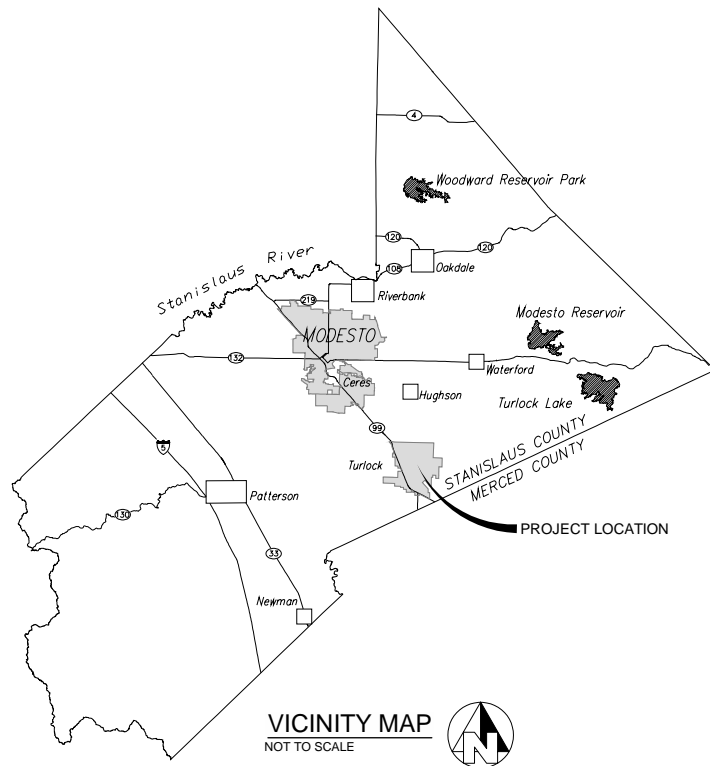 4
Woodward Reservoir Park
120
120
Oakdale
108
Stanislaus River
Riverbank
219
MODESTO
Modesto Reservoir
132
Waterford
Ceres
Hughson
Turlock Lake
99
5
Turlock
STANISLAUS COUNTY
MERCED COUNTY
Patterson
130
PROJECT LOCATION
33
Newman
VICINITY MAP
NOT TO SCALE
N